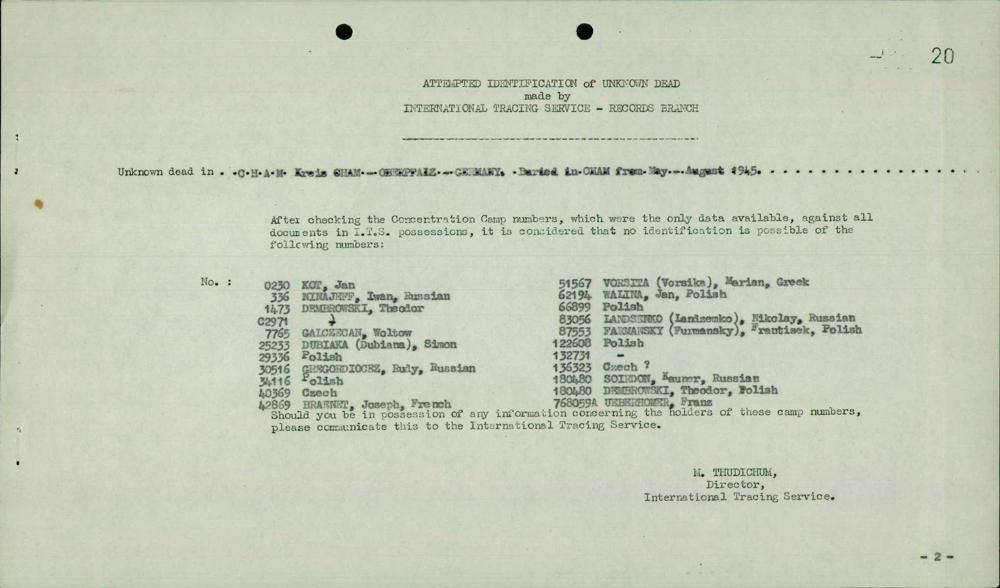 20
ATTEMPTED IDENTIFICATION of UNKNOWN DEAD
made by
INTERNATIONAL TRACING SERVICE - RECORDS BRANCH
Unknown dead in . .C.H.A.M. Kreis CHAM.-.OBERPFALZ.-.GERMANY. .Buried in.CHAM from.May.-.August 1945.
After checking the Concentration Camp numbers, which were the only data available, against all
documents in I.T.S. possessions, it is considered that no identification is possible of the
following numbers:
No. :
0230 KOT, Jan
336 NINAJEFF, Iwan, Russian
1473 DEMBROWSKI, Theodor
C2971
7765 GALCZECAN, Woltow
25233 DUBIAKA (Dubiana), Simon
29336 Polish
30516 GREGORDIOCEZ, Rudy, Russian
34116 Polish
40369 Czech
42869 BRAENET, Joseph, French
51567 VORSITA (Vorsika), Marian, Greek
62194 WALINA, Jan, Polish
66899 Polish
83056 LANDSENKO (Landzemko), Nikolay, Russian
87553 FARMANSKY (Furmansky), Frantisek, Polish
122608 Polish
132731 -
136323 Czech ?
180480 Russian
180480 DEMBROWSKI, Theodor, Polish
768059A UEBERHOMER, Franz
Should you be in possession of any information concerning the holders of these camp numbers,
please communicate this to the International Tracing Service.
M. THUDICHUM,
Director,
International Tracing Service.
- 2 -